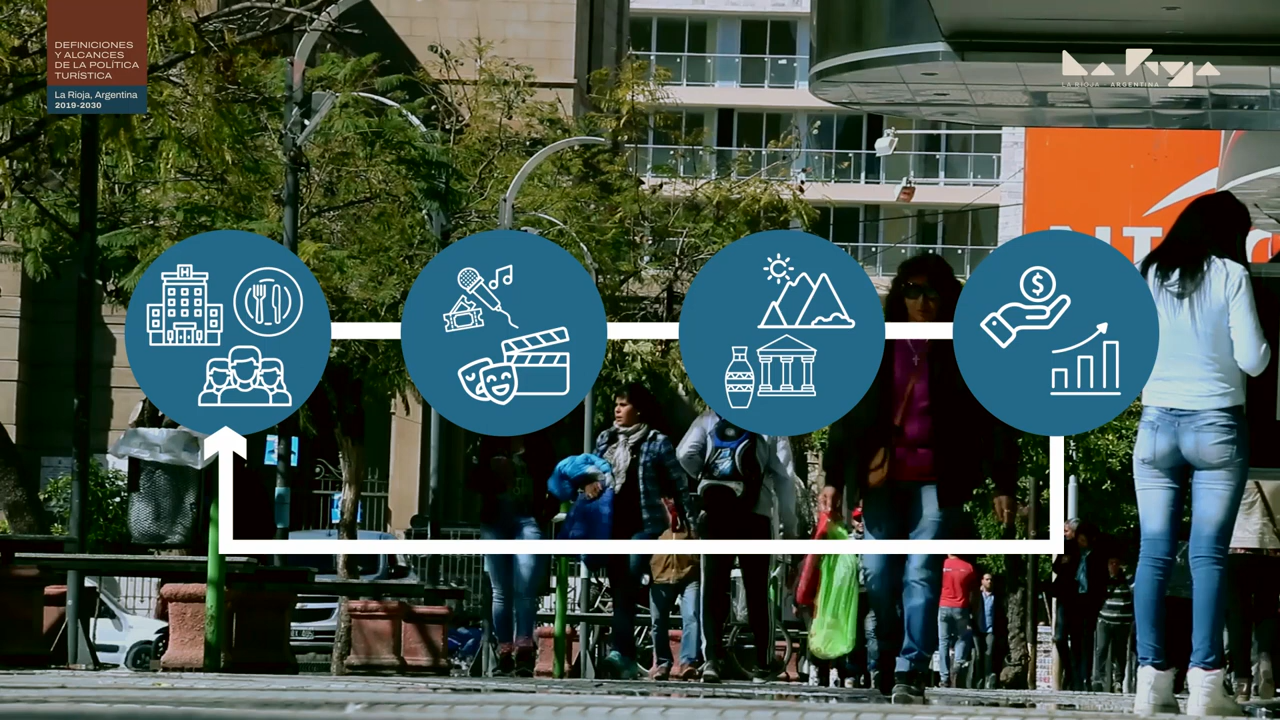 DEFINICIONES
Y ALCANCES
DE LA POLÍTICA
TURÍSTICA
La Rioja, Argentina
2019-2030
La Rioja
LA RIOJA ARGENTINA
H
$